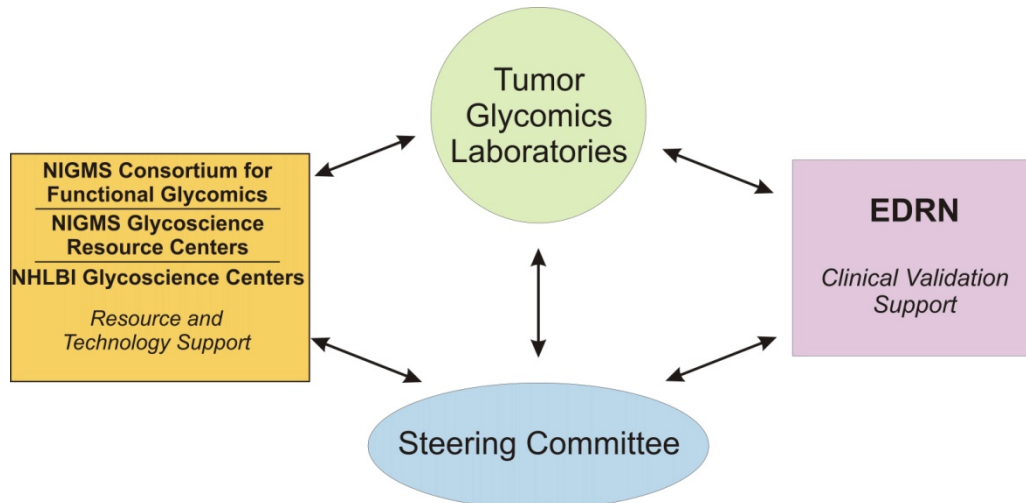 Tumor
Glycomics
Laboratories
NIGMS Consortium for
Functional Glycomics
NIGMS Glycoscience
Resource Centers
NHLBI Glycoscience Centers
Resource and
Technology Support
EDRN
Clinical Validation
Support
Steering Committee